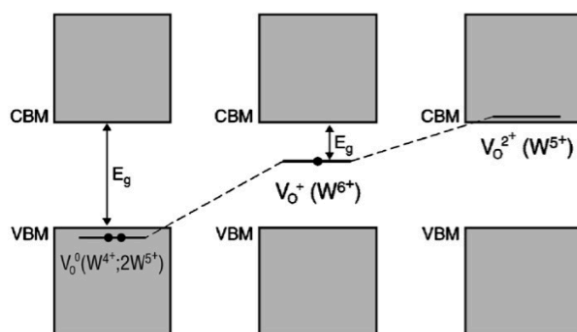 CBM
CBM
CBM
E_g
E_g
V_O^2+ (W^5+)
V_O^+ (W^6+)
VBM
VBM
VBM
V_O^0(W^4+;2W^5+)